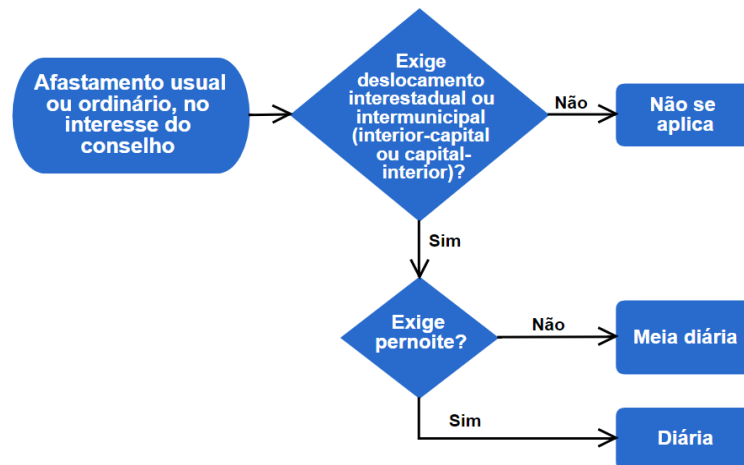 Afastamento usual
ou ordinário, no
interesse do
conselho
Exige
deslocamento
interestadual ou
intermunicipal
(interior-capital
ou capital-
interior)?
Não
Não se
aplica
Sim
Exige
pernoite?
Não
Meia diária
Sim
Diária